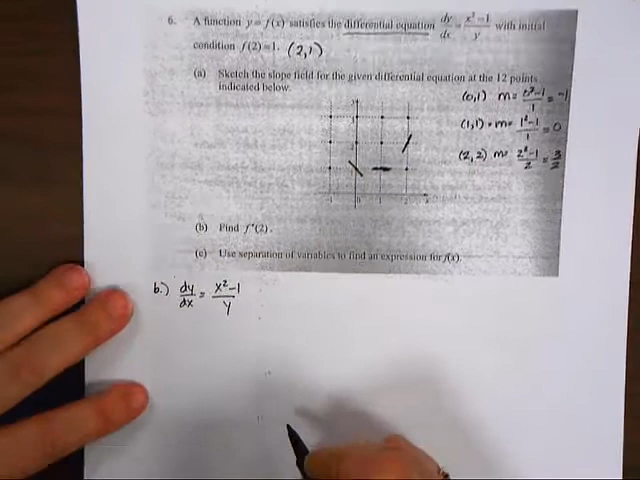 6. A function y = f(x) satisfies the differential equation dy/dx = x²-1/y with initial
condition f(2)=1. (2,1)
(a) Sketch the slope field for the given differential equation at the 12 points
indicated below.
(0,1) m= 0²-1/1 = -1
(1,1) m= 1²-1/1 = 0
(2,2) m= 2²-1/2 = 3/2
(b) Find f''(2).
(c) Use separation of variables to find an expression for f(x).
b.) dy/dx = x²-1/y